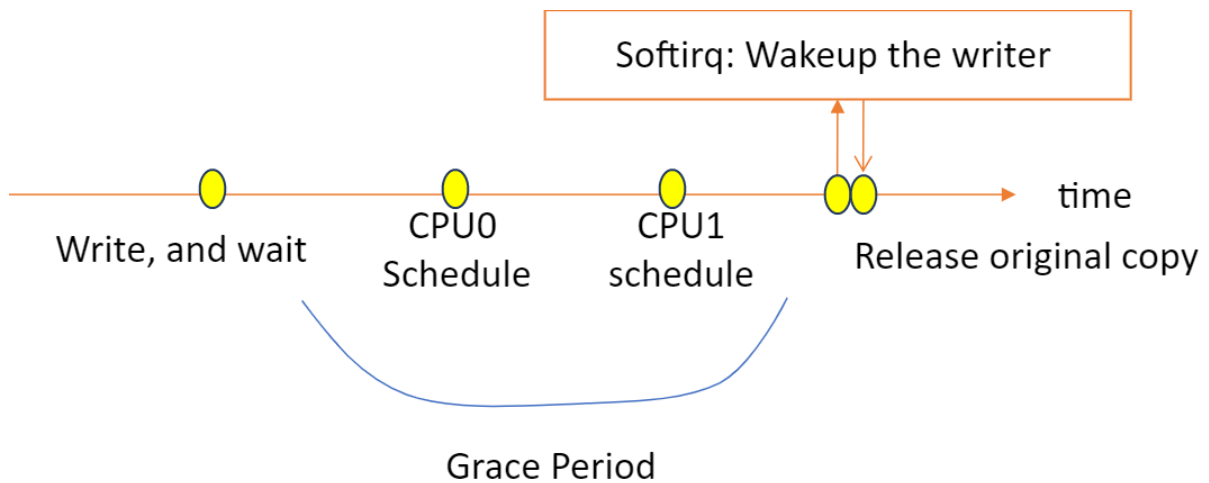 Softirq: Wakeup the writer
time
Write, and wait
CPU0
Schedule
CPU1
schedule
Release original copy
Grace Period